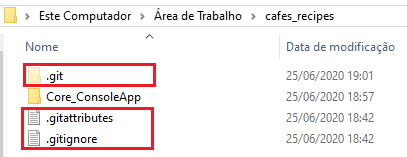 Este Computador > Área de Trabalho > cafes_recipes
Nome Data de modificação
.git 25/06/2020 19:01
Core_ConsoleApp 25/06/2020 18:57
.gitattributes 25/06/2020 18:42
.gitignore 25/06/2020 18:42